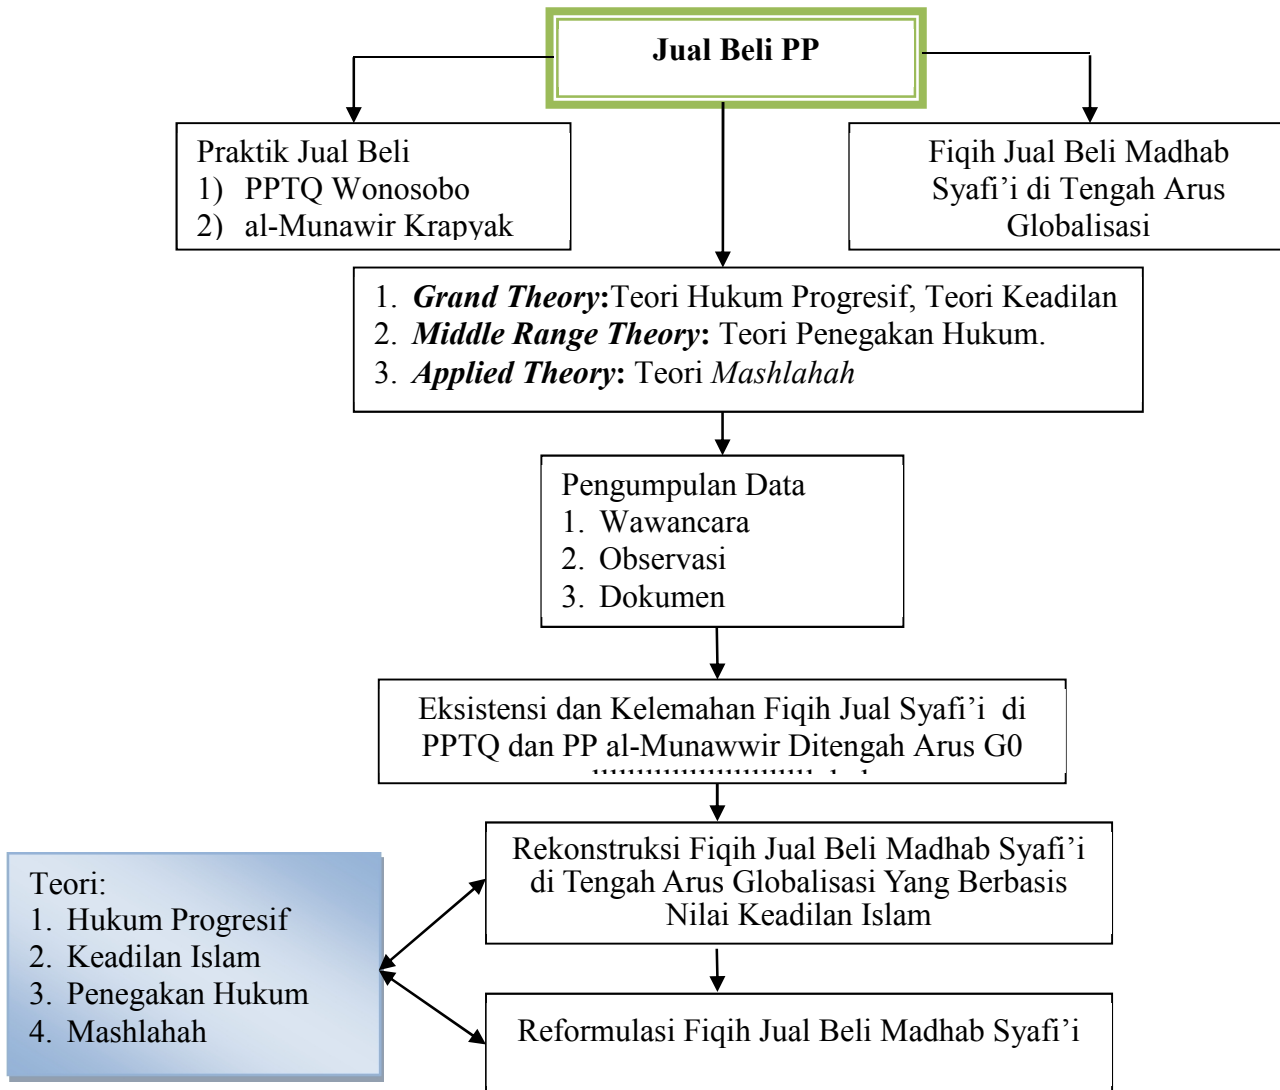 Jual Beli PP
Praktik Jual Beli
1) PPTQ Wonosobo
2) al-Munawir Krapyak
Fiqih Jual Beli Madhab
Syafi’i di Tengah Arus
Globalisasi
1. Grand Theory:Teori Hukum Progresif, Teori Keadilan
2. Middle Range Theory: Teori Penegakan Hukum.
3. Applied Theory: Teori Mashlahah
Pengumpulan Data
1. Wawancara
2. Observasi
3. Dokumen
Eksistensi dan Kelemahan Fiqih Jual Syafi’i di
PPTQ dan PP al-Munawwir Ditengah Arus G0
Rekonstruksi Fiqih Jual Beli Madhab Syafi’i
di Tengah Arus Globalisasi Yang Berbasis
Nilai Keadilan Islam
Teori:
1. Hukum Progresif
2. Keadilan Islam
3. Penegakan Hukum
4. Mashlahah
Reformulasi Fiqih Jual Beli Madhab Syafi’i